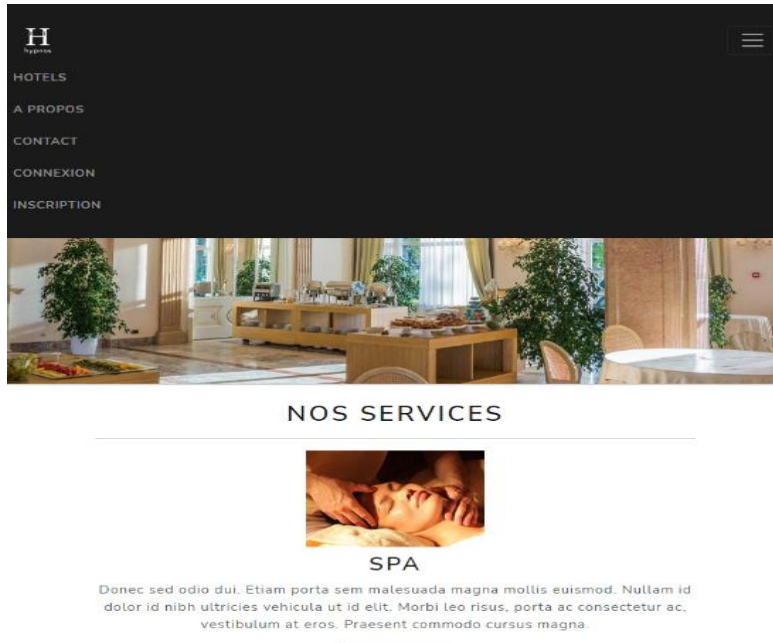 H
hypnos
HOTELS
A PROPOS
CONTACT
CONNEXION
INSCRIPTION
NOS SERVICES
SPA
Donec sed odio dui. Etiam porta sem malesuada magna mollis euismod. Nullam id
dolor id nibh ultricies vehicula ut id elit. Morbi leo risus, porta ac consectetur ac,
vestibulum at eros. Praesent commodo cursus magna.